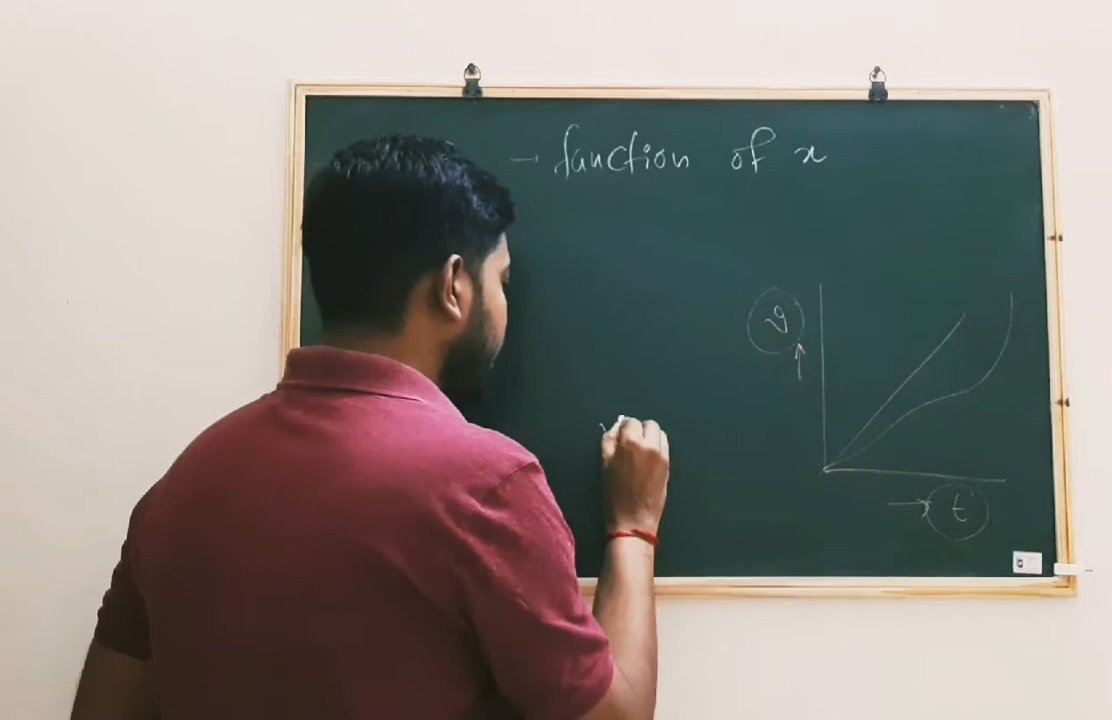 → function of x
v
t